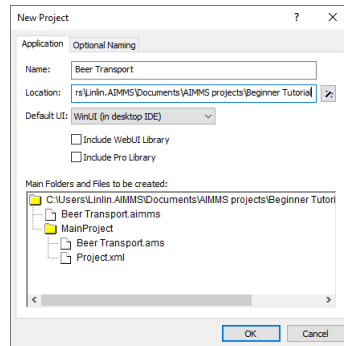 New Project ? ×
Application Optional Naming
Name: Beer Transport
Location: rs\Linlin.AIMMS\Documents\AIMMS projects\Beginner Tutorial
Default UI: WinUI (in desktop IDE)
Include WebUI Library
Include Pro Library
Main Folders and Files to be created:
C:\Users\Linlin.AIMMS\Documents\AIMMS projects\Beginner Tutori
Beer Transport.aimms
MainProject
Beer Transport.ams
Project.xml
OK Cancel